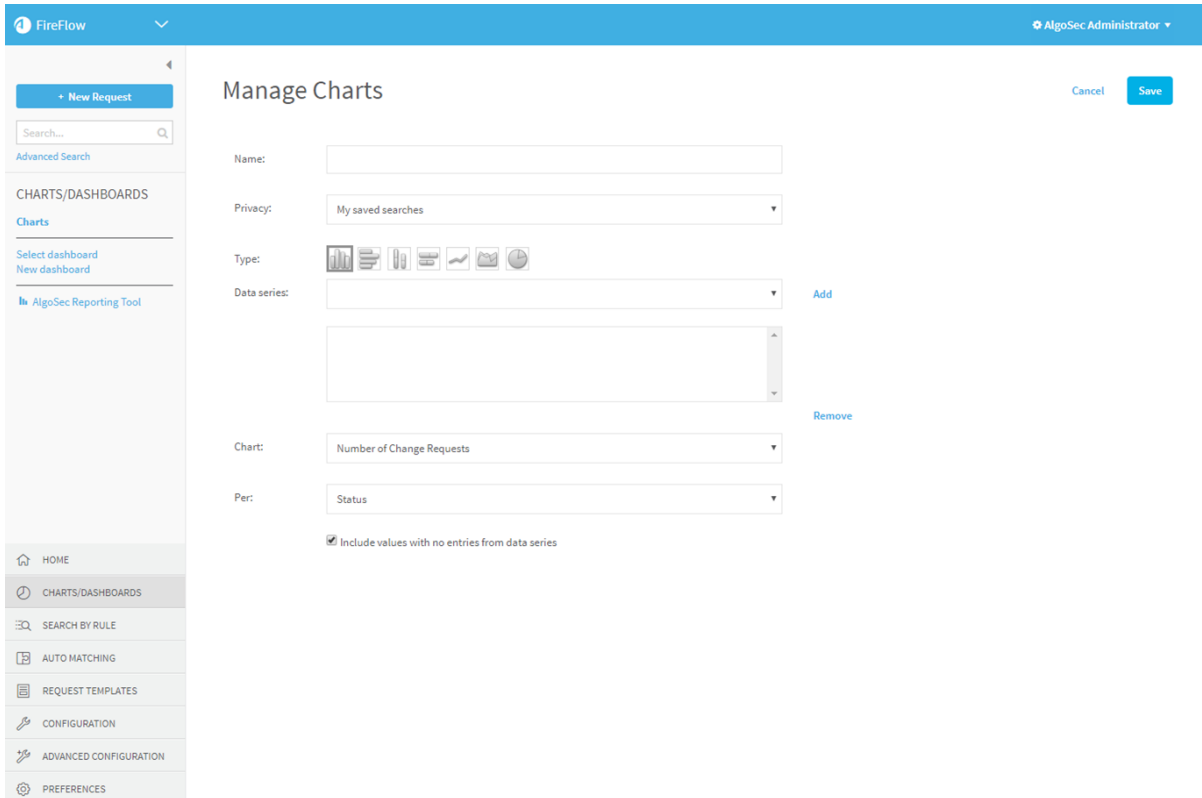 FireFlow
AlgoSec Administrator
+ New Request
Search...
Advanced Search
CHARTS/DASHBOARDS
Charts
Select dashboard
New dashboard
AlgoSec Reporting Tool
HOME
CHARTS/DASHBOARDS
SEARCH BY RULE
AUTO MATCHING
REQUEST TEMPLATES
CONFIGURATION
ADVANCED CONFIGURATION
PREFERENCES
Manage Charts
Cancel
Save
Name:
Privacy: My saved searches
Type:
Data series:
Add
Remove
Chart: Number of Change Requests
Per: Status
Include values with no entries from data series